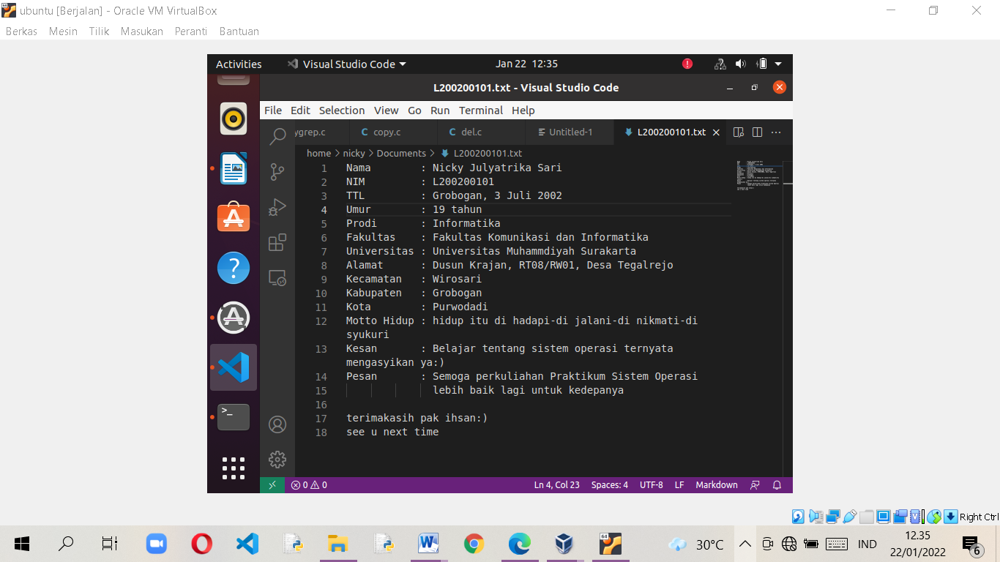 ubuntu [Berjalan] - Oracle VM VirtualBox
Berkas Mesin Tilik Masukan Peranti Bantuan
Activities Visual Studio Code Jan 22 12:35
L200200101.txt - Visual Studio Code
File Edit Selection View Go Run Terminal Help
ygrep.c C copy.c C del.c Untitled-1 L200200101.txt
home > nicky > Documents > L200200101.txt
1 Nama : Nicky Julyatrika Sari
2 NIM : L200200101
3 TTL : Grobogan, 3 Juli 2002
4 Umur : 19 tahun
5 Prodi : Informatika
6 Fakultas : Fakultas Komunikasi dan Informatika
7 Universitas : Universitas Muhammdiyah Surakarta
8 Alamat : Dusun Krajan, RT08/RW01, Desa Tegalrejo
9 Kecamatan : Wirosari
10 Kabupaten : Grobogan
11 Kota : Purwodadi
12 Motto Hidup : hidup itu di hadapi-di jalani-di nikmati-di
syukuri
13 Kesan : Belajar tentang sistem operasi ternyata
mengasyikan ya:)
14 Pesan : Semoga perkuliahan Praktikum Sistem Operasi
15 lebih baik lagi untuk kedepanya
16
17 terimakasih pak ihsan:)
18 see u next time
0 0 Ln 4, Col 23 Spaces: 4 UTF-8 LF Markdown
Right Ctrl
30°C IND 12.35
22/01/2022 6